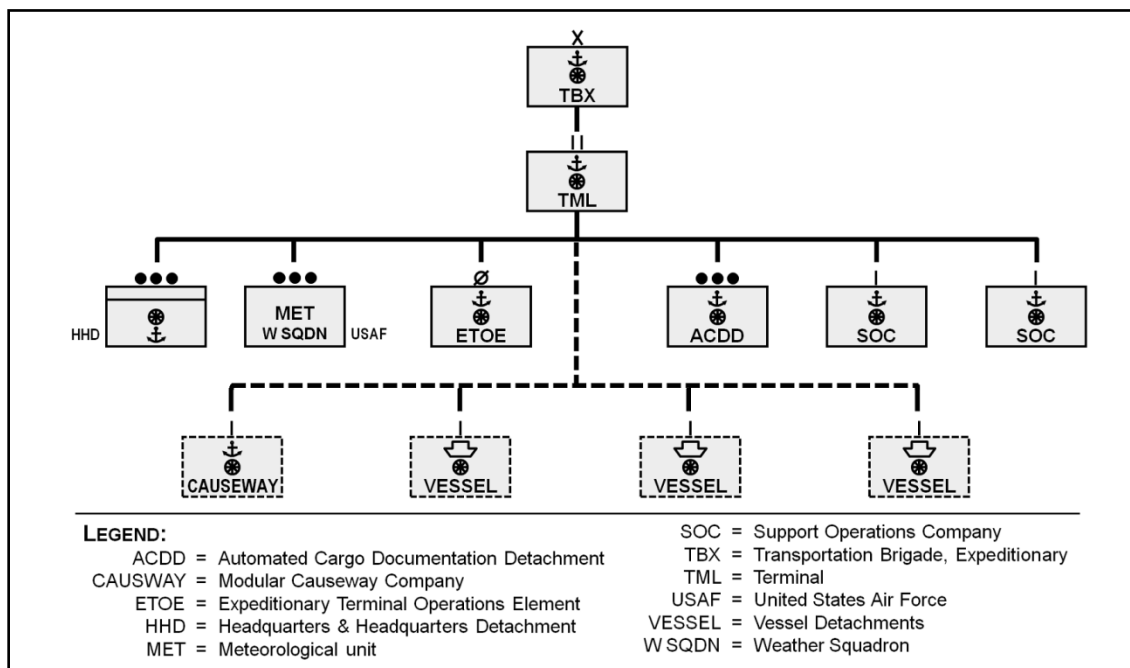 X
TBX
II
TML
HHD
MET
W SQDN
USAF
Ø
ETOE
ACDD
I
SOC
I
SOC
I
CAUSEWAY
I
VESSEL
I
VESSEL
I
VESSEL
LEGEND:
ACDD = Automated Cargo Documentation Detachment
CAUSWAY = Modular Causeway Company
ETOE = Expeditionary Terminal Operations Element
HHD = Headquarters & Headquarters Detachment
MET = Meteorological unit
SOC = Support Operations Company
TBX = Transportation Brigade, Expeditionary
TML = Terminal
USAF = United States Air Force
VESSEL = Vessel Detachments
W SQDN = Weather Squadron